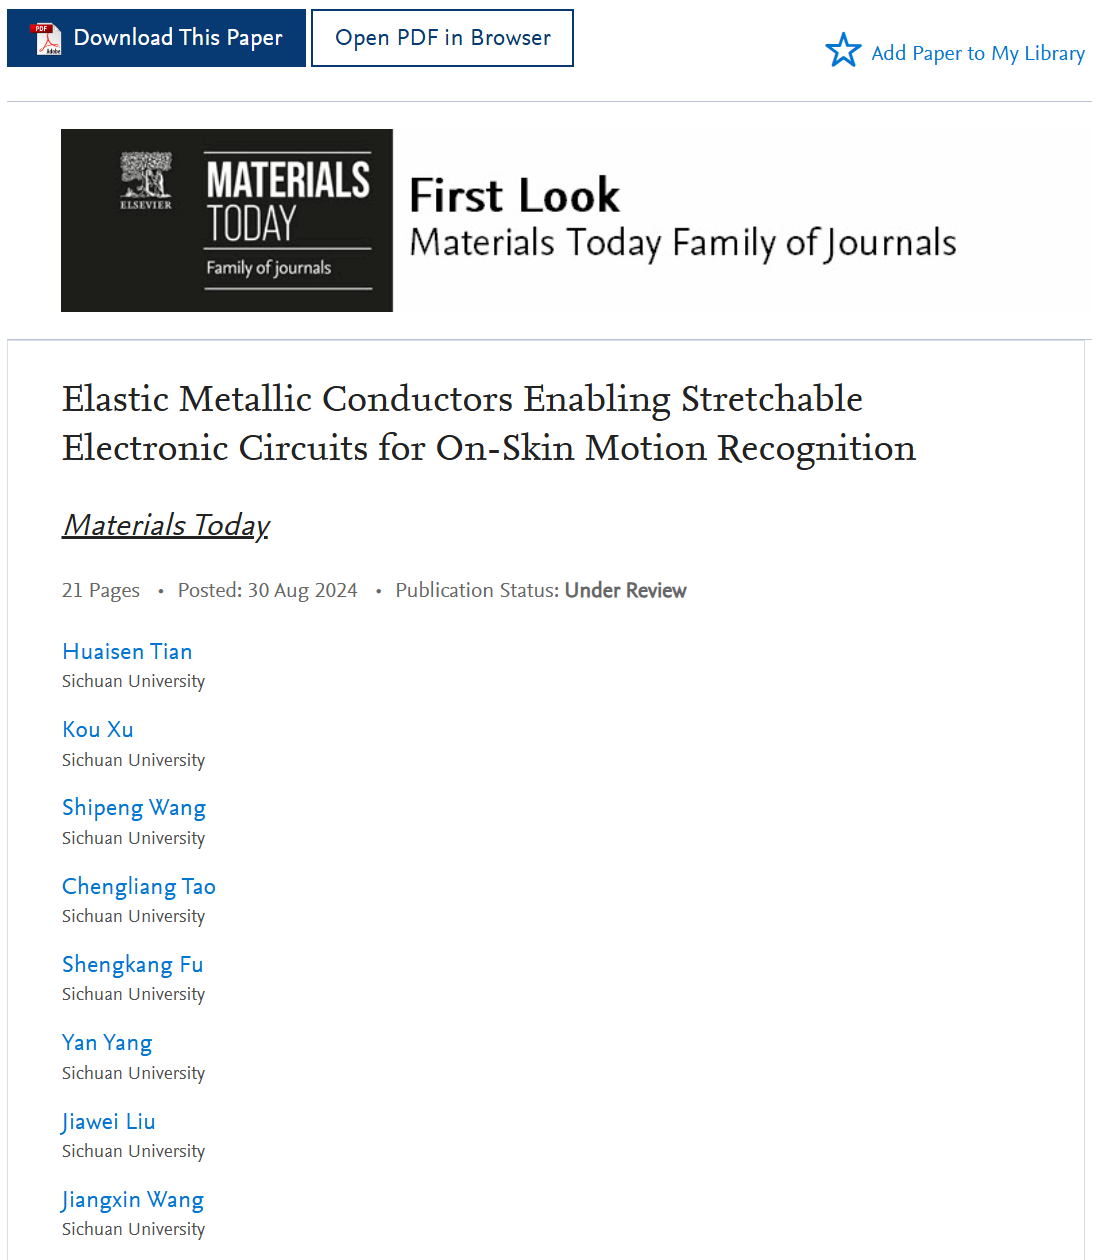 PDF Adobe Download This Paper Open PDF in Browser
Add Paper to My Library
ELSEVIER
MATERIALS
TODAY
Family of journals
First Look
Materials Today Family of Journals
Elastic Metallic Conductors Enabling Stretchable
Electronic Circuits for On-Skin Motion Recognition
Materials Today
21 Pages • Posted: 30 Aug 2024 • Publication Status: Under Review
Huaisen Tian
Sichuan University
Kou Xu
Sichuan University
Shipeng Wang
Sichuan University
Chengliang Tao
Sichuan University
Shengkang Fu
Sichuan University
Yan Yang
Sichuan University
Jiawei Liu
Sichuan University
Jiangxin Wang
Sichuan University